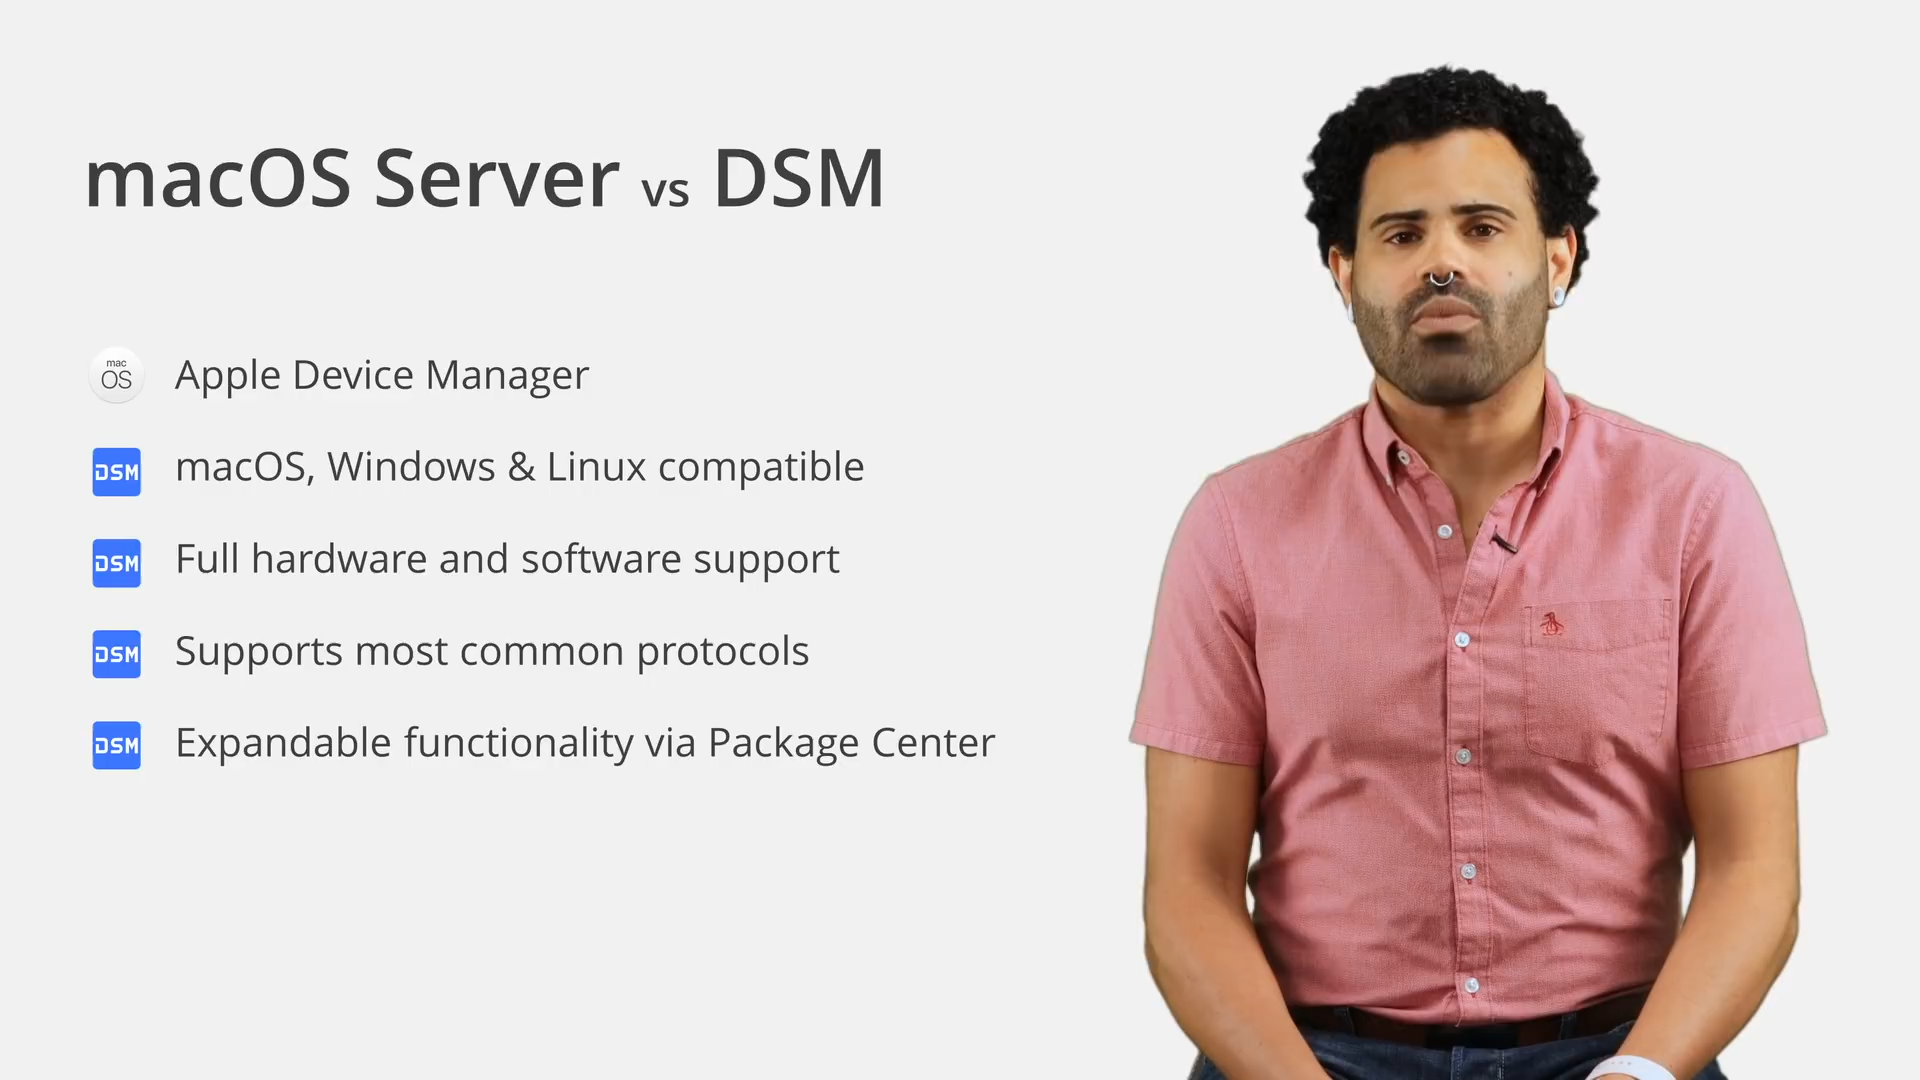 macOS Server vs DSM
mac
OS
Apple Device Manager
DSM
macOS, Windows & Linux compatible
DSM
Full hardware and software support
DSM
Supports most common protocols
DSM
Expandable functionality via Package Center